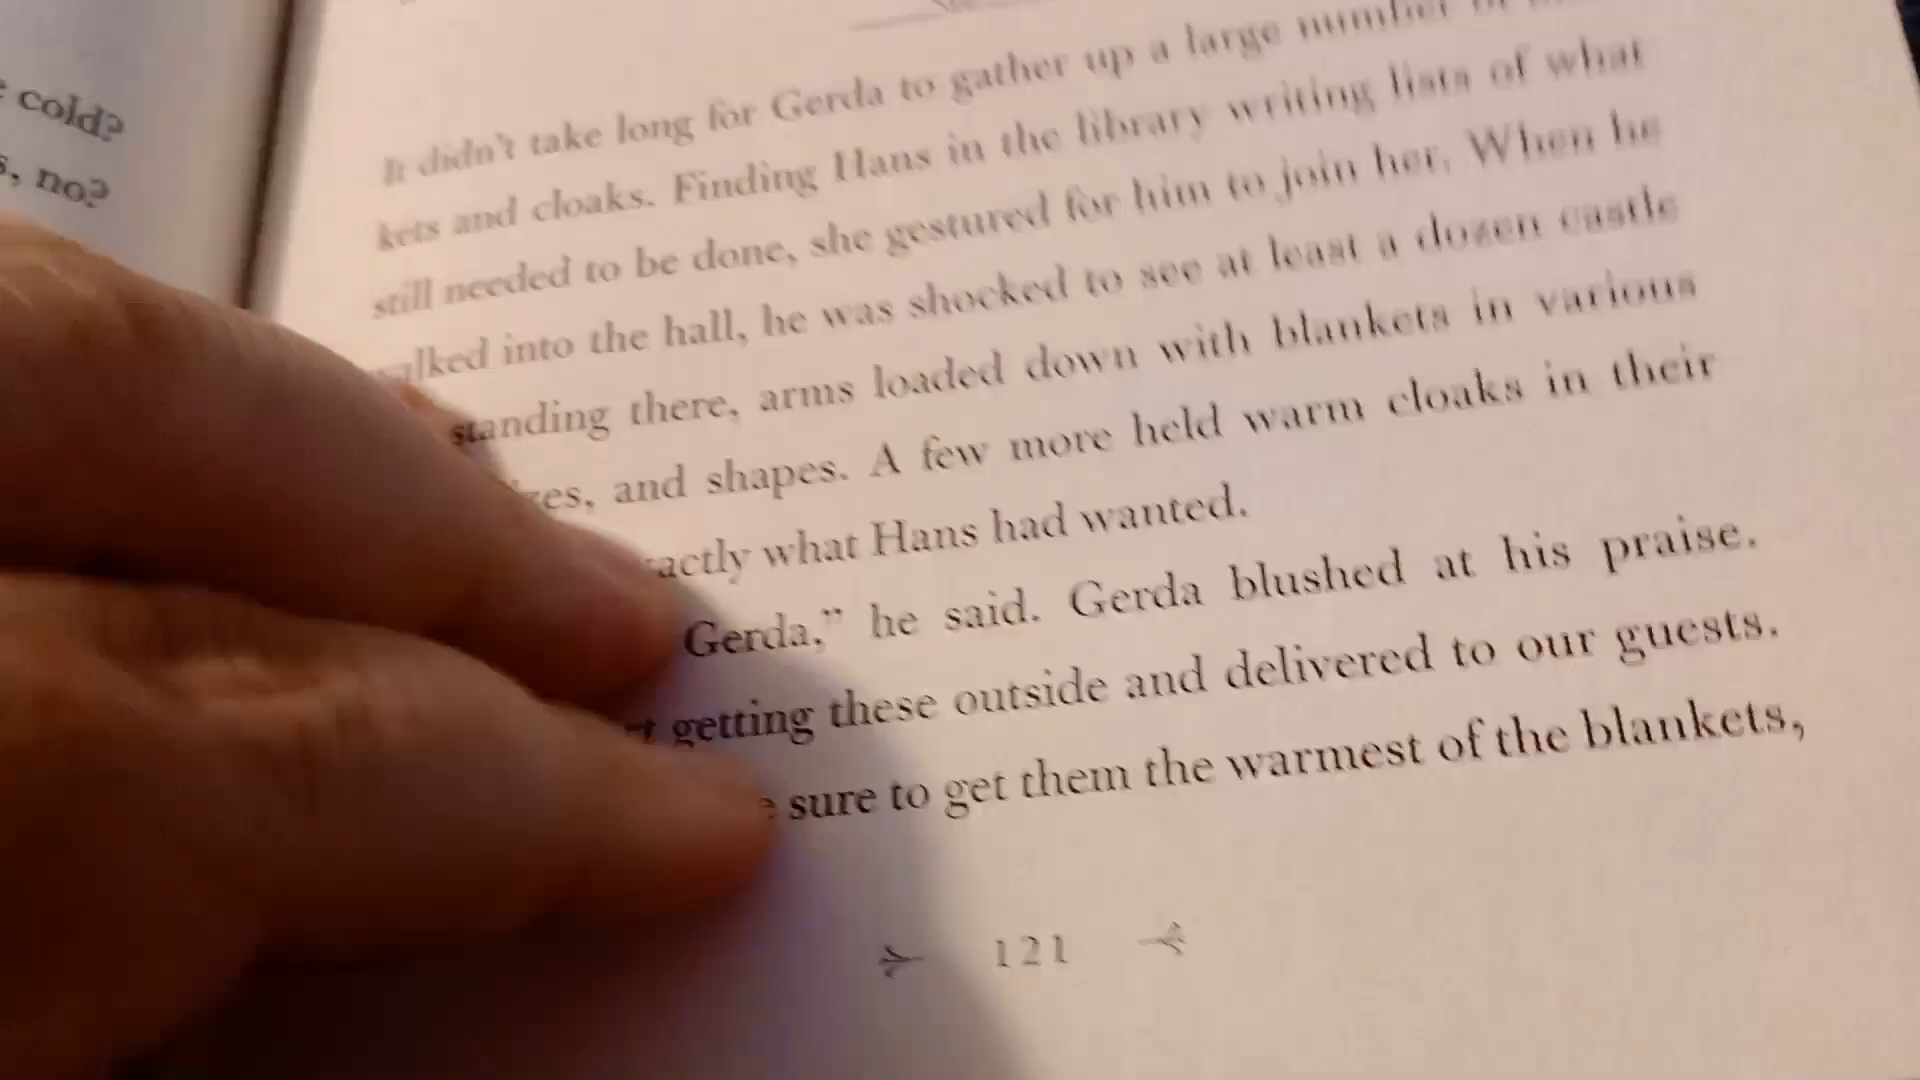 cold?
no?
It didn't take long for Gerda to gather up a large number of
kets and cloaks. Finding Hans in the library writing lists of what
still needed to be done, she gestured for him to join her. When he
into the hall, he was shocked to see at least a dozen castle
standing there, arms loaded down with blankets in various
and shapes. A few more held warm cloaks in their
what Hans had wanted.
Gerda,” he said. Gerda blushed at his praise.
getting these outside and delivered to our guests.
sure to get them the warmest of the blankets,
121